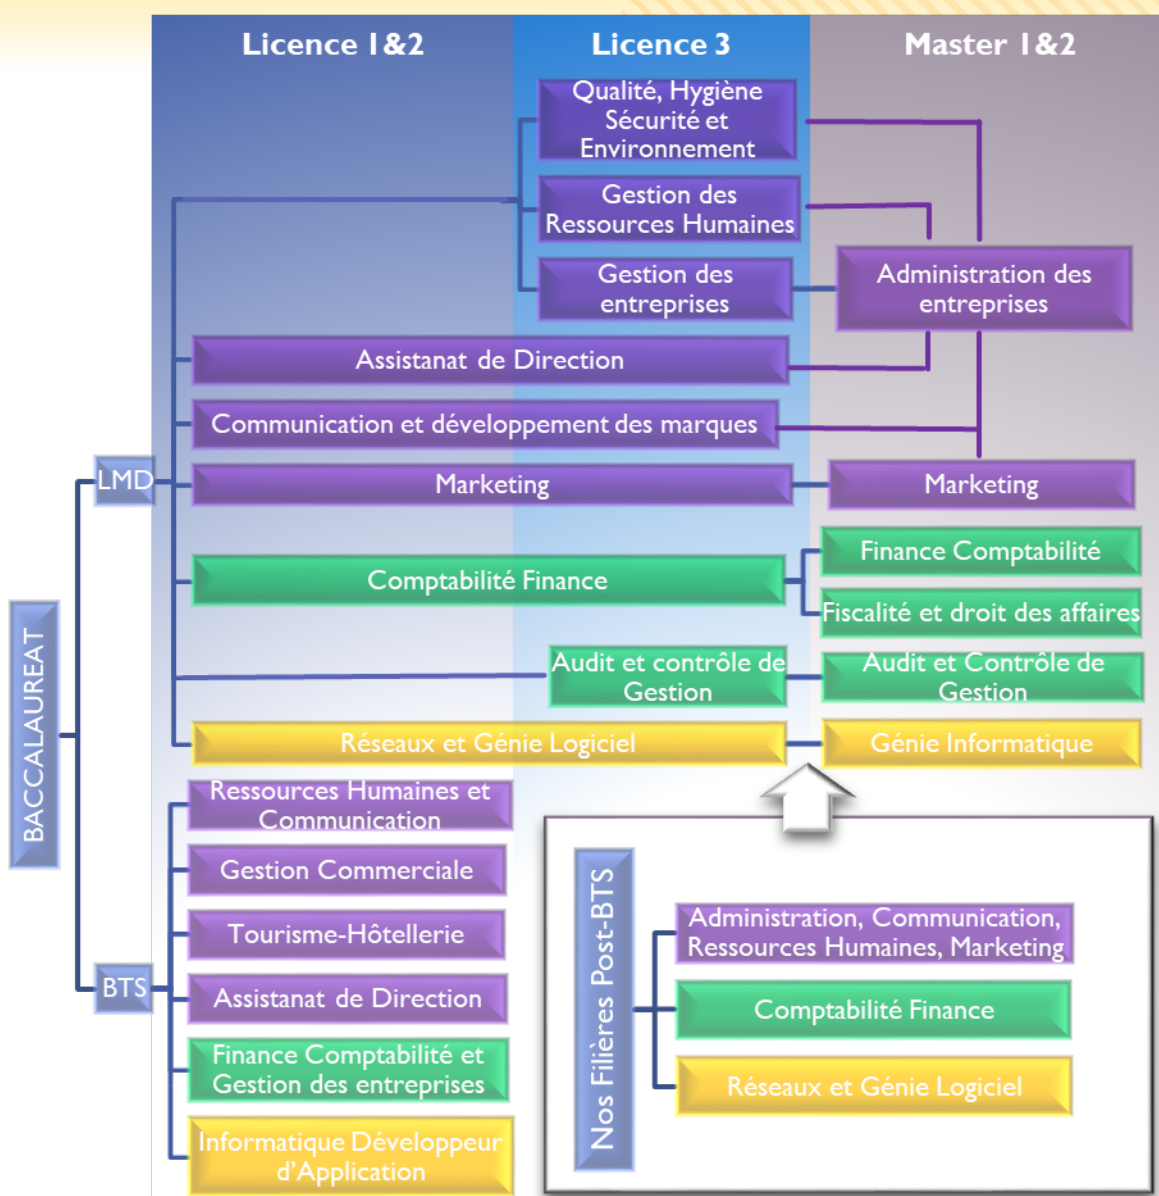 Licence 1&2
Licence 3
Master 1&2
Qualité, Hygiène
Sécurité et
Environnement
Gestion des
Ressources Humaines
Gestion des
entreprises
Administration des
entreprises
Assistanat de Direction
Communication et développement des marques
LMD
Marketing
Marketing
Comptabilité Finance
Finance Comptabilité
Fiscalité et droit des affaires
Audit et contrôle de
Gestion
Audit et Contrôle de
Gestion
Réseaux et Génie Logiciel
Génie Informatique
BACCALAUREAT
BTS
Ressources Humaines et
Communication
Gestion Commerciale
Tourisme-Hôtellerie
Assistanat de Direction
Finance Comptabilité et
Gestion des entreprises
Informatique Développeur
d'Application
Nos Filières Post-BTS
Administration, Communication,
Ressources Humaines, Marketing
Comptabilité Finance
Réseaux et Génie Logiciel